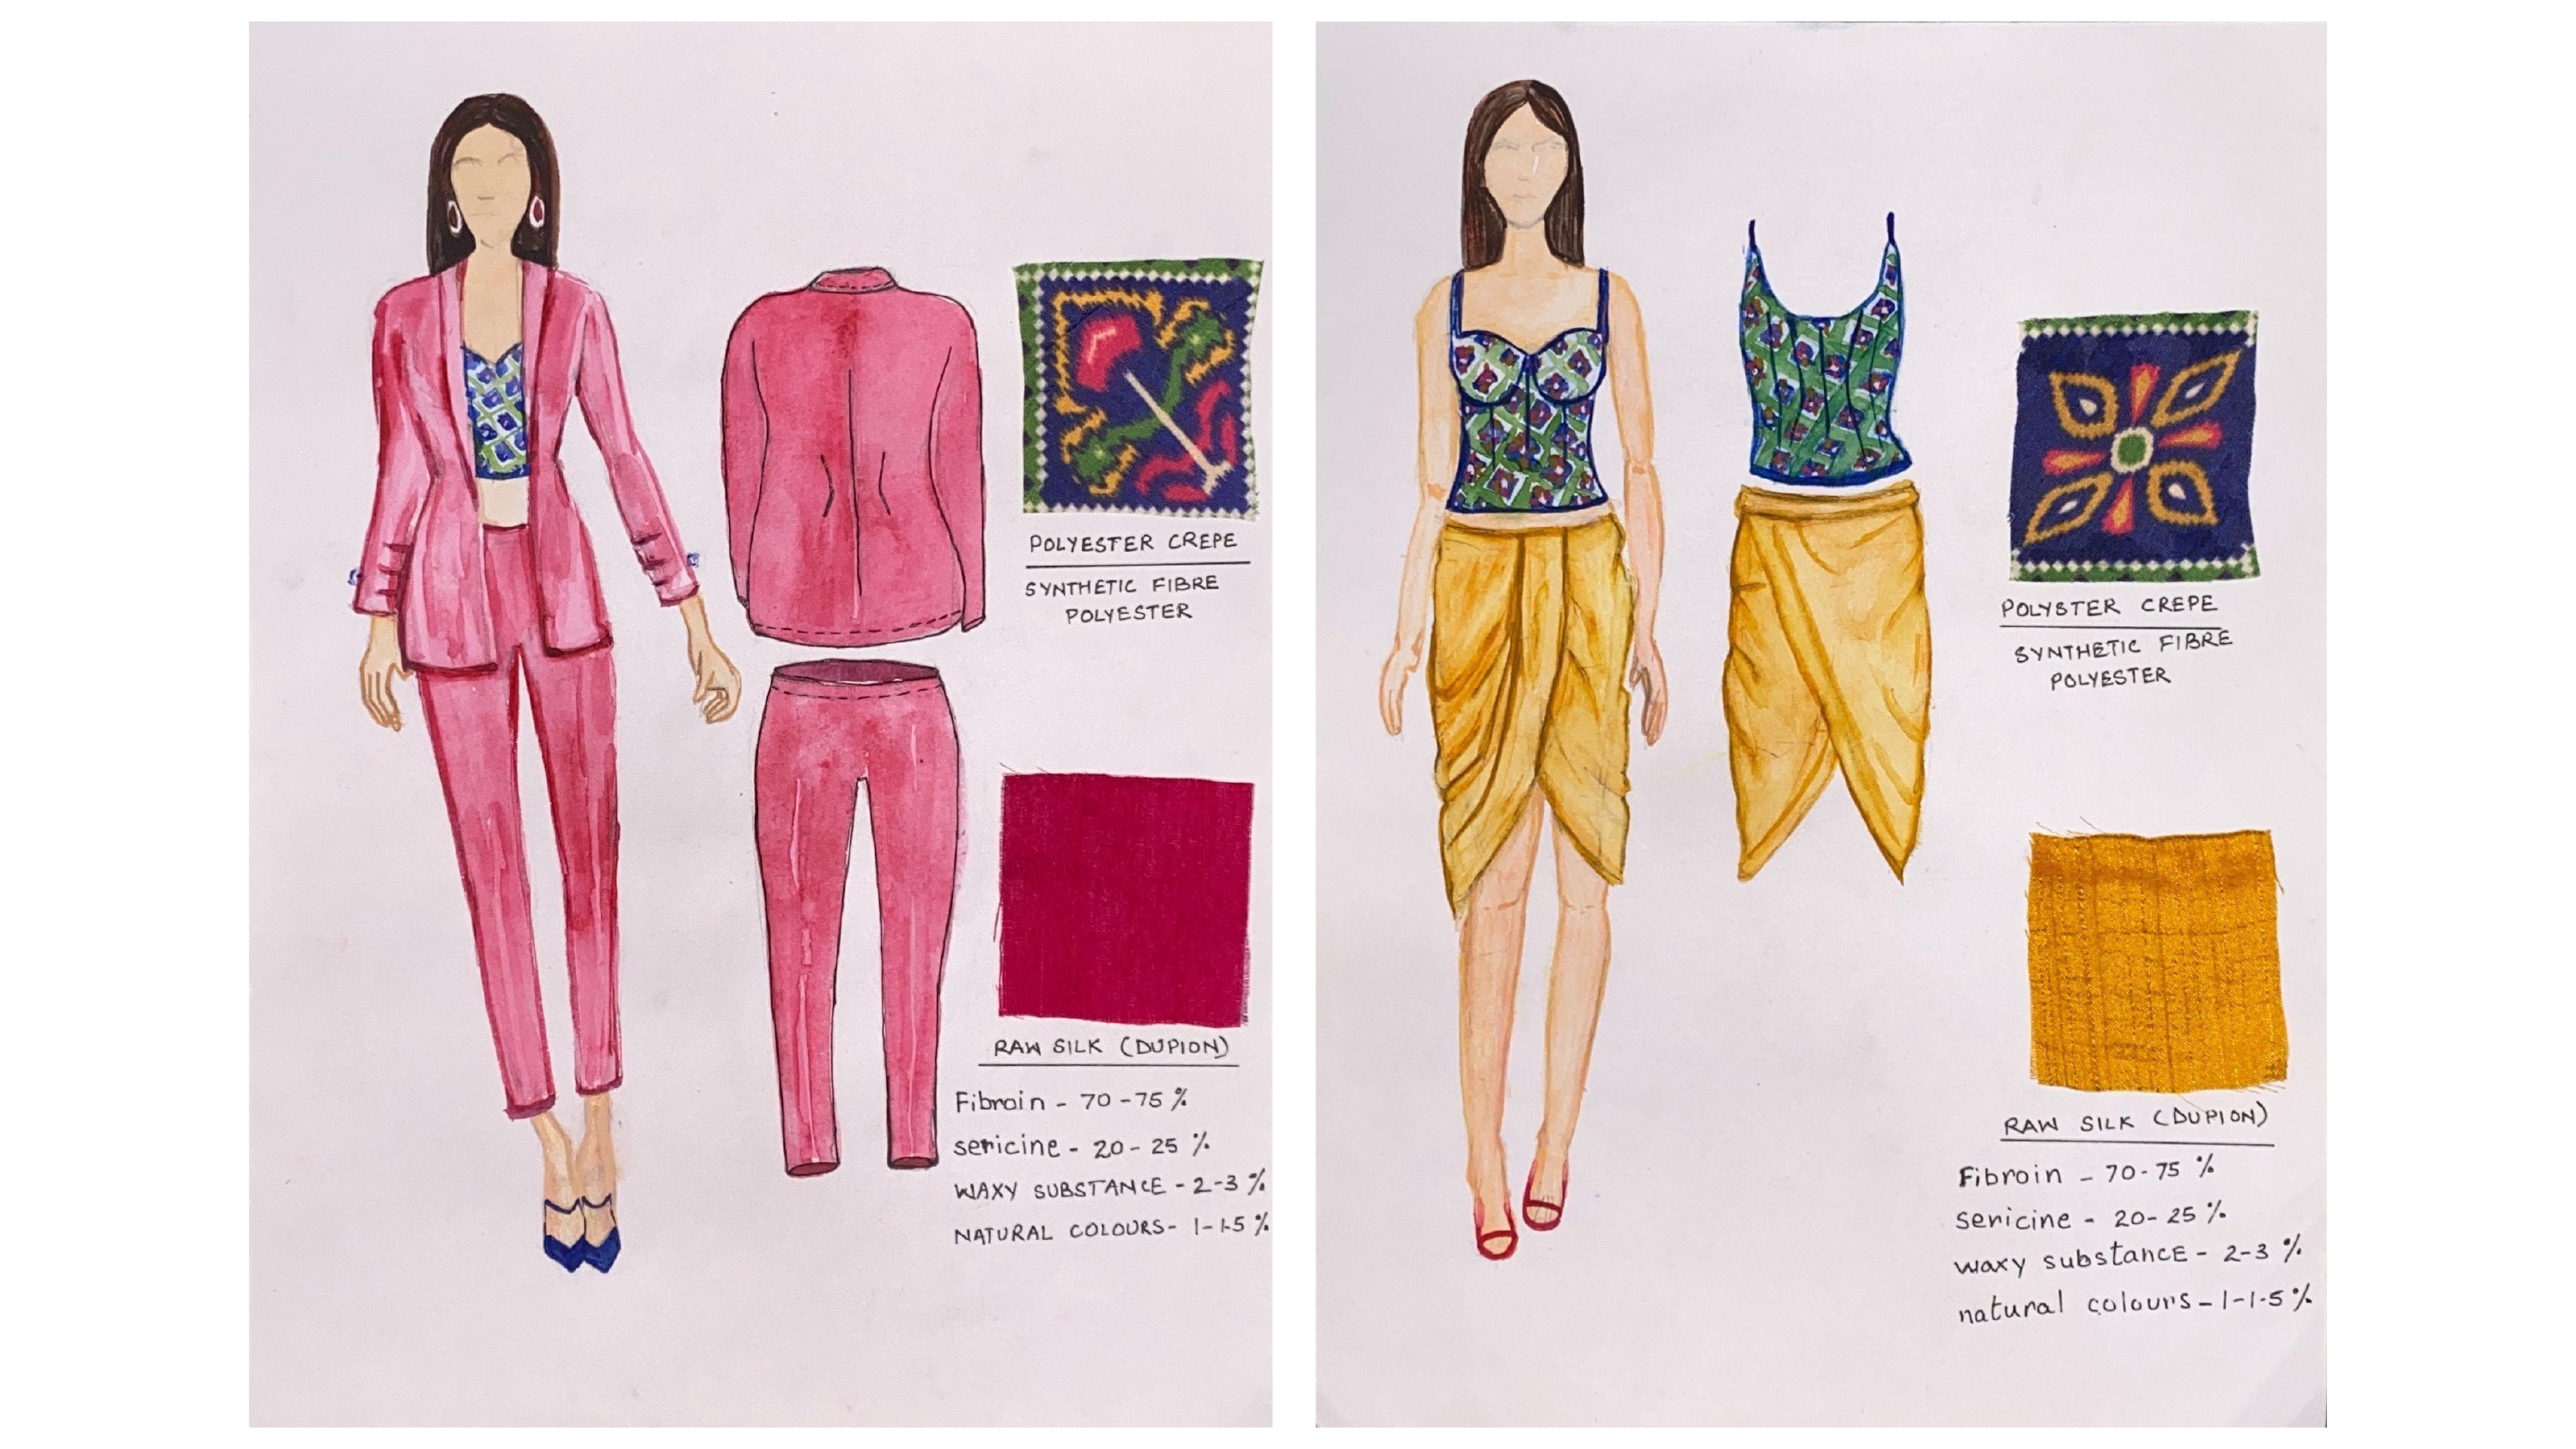 POLYESTER CREPE
SYNTHETIC FIBRE
POLYESTER
RAW SILK (DUPION)
Fibroin - 70-75 %
sericine - 20-25 %
WAXY SUBSTANCE - 2-3 %
NATURAL COLOURS - 1-1.5 %
POLYSTER CREPE
SYNTHETIC FIBRE
POLYESTER
RAW SILK (DUPION)
Fibroin - 70-75 %
sericine - 20-25 %
waxy substance - 2-3 %
natural colours - 1-1.5 %